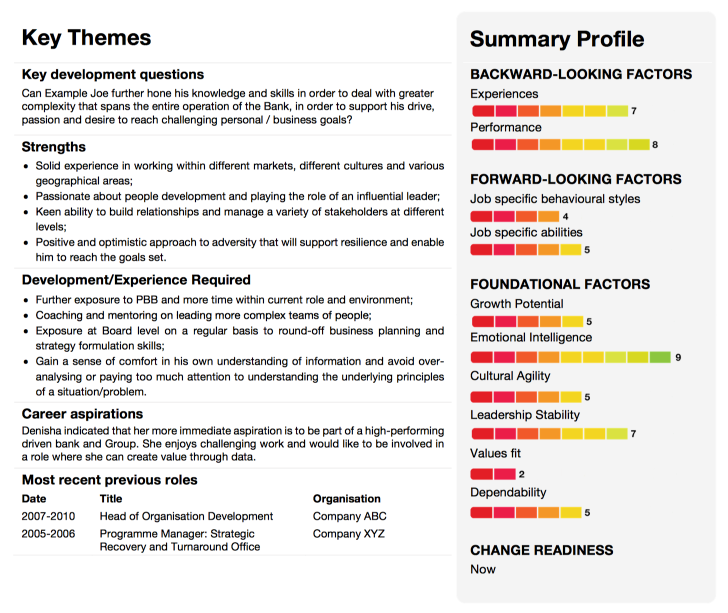 Key Themes
Key development questions
Can Example Joe further hone his knowledge and skills in order to deal with greater
complexity that spans the entire operation of the Bank, in order to support his drive,
passion and desire to reach challenging personal / business goals?
Strengths
• Solid experience in working within different markets, different cultures and various
geographical areas;
• Passionate about people development and playing the role of an influential leader;
• Keen ability to build relationships and manage a variety of stakeholders at different
levels;
• Positive and optimistic approach to adversity that will support resilience and enable
him to reach the goals set.
Development/Experience Required
• Further exposure to PBB and more time within current role and environment;
• Coaching and mentoring on leading more complex teams of people;
• Exposure at Board level on a regular basis to round-off business planning and
strategy formulation skills;
• Gain a sense of comfort in his own understanding of information and avoid over-
analysing or paying too much attention to understanding the underlying principles
of a situation/problem.
Career aspirations
Denisha indicated that her more immediate aspiration is to be part of a high-performing
driven bank and Group. She enjoys challenging work and would like to be involved in
a role where she can create value through data.
Most recent previous roles
Date Title Organisation
2007-2010 Head of Organisation Development Company ABC
2005-2006 Programme Manager: Strategic Company XYZ
Recovery and Turnaround Office
Summary Profile
BACKWARD-LOOKING FACTORS
Experiences
7
Performance
8
FORWARD-LOOKING FACTORS
Job specific behavioural styles
4
Job specific abilities
5
FOUNDATIONAL FACTORS
Growth Potential
5
Emotional Intelligence
9
Cultural Agility
5
Leadership Stability
7
Values fit
2
Dependability
5
CHANGE READINESS
Now